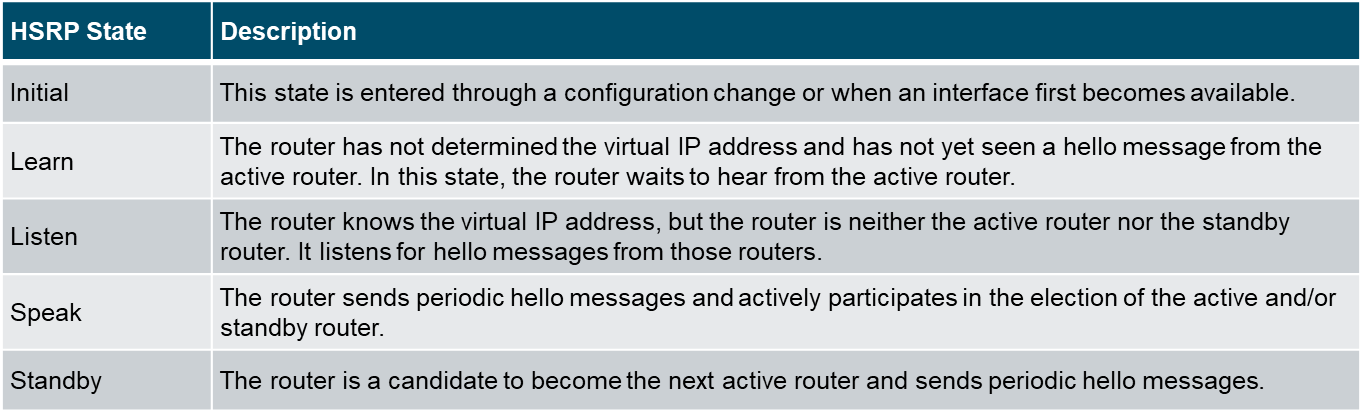 HSRP State Description
Initial This state is entered through a configuration change or when an interface first becomes available.
Learn The router has not determined the virtual IP address and has not yet seen a hello message from the
active router. In this state, the router waits to hear from the active router.
Listen The router knows the virtual IP address, but the router is neither the active router nor the standby
router. It listens for hello messages from those routers.
Speak The router sends periodic hello messages and actively participates in the election of the active and/or
standby router.
Standby The router is a candidate to become the next active router and sends periodic hello messages.